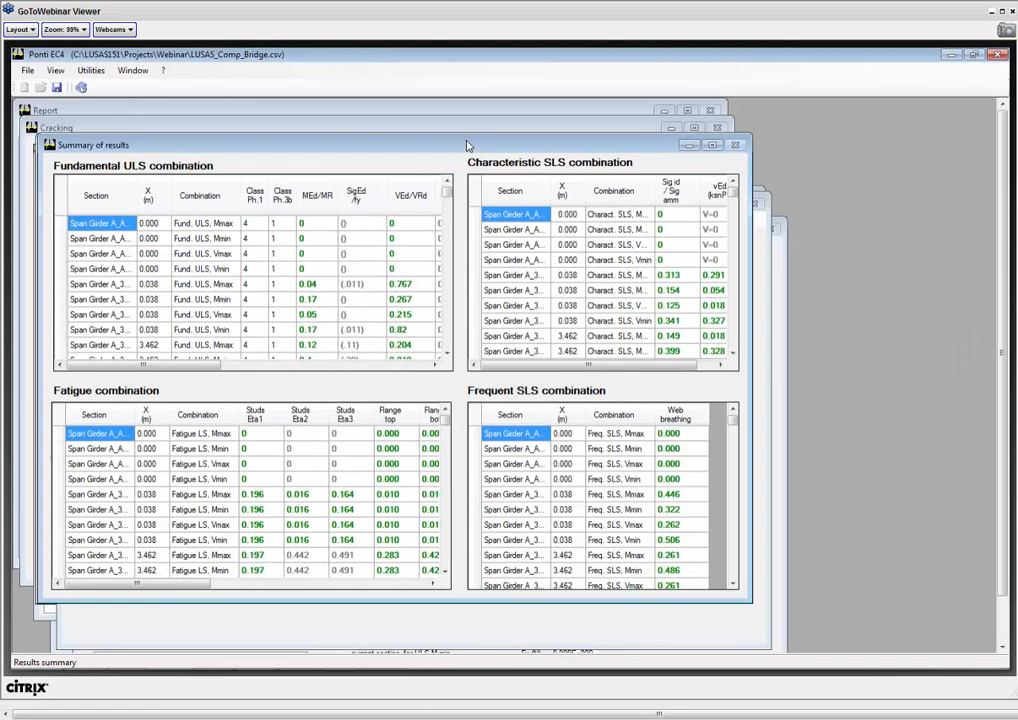 GoToWebinar Viewer
Layout Zoom: 38% Webcams
Ponti EC4 (C:\LUSAS151\Projects\Webinar\LUSAS_Comp_Bridge.csv)
File View Utilities Window ?
Report
Cracking
Summary of results
Fundamental ULS combination
Section X (m) Combination Class Ph.1 Class Ph.3b MEd/MR SigEd /fy VEd/VRd
Span Girder A_A... 0.000 Fund. ULS, Mmax 4 1 0 () 0
Span Girder A_A... 0.000 Fund. ULS, Mmin 4 1 0 () 0
Span Girder A_A... 0.000 Fund. ULS, Vmax 4 1 0 () 0
Span Girder A_A... 0.000 Fund. ULS, Vmin 4 1 0 () 0
Span Girder A_3... 0.038 Fund. ULS, Mmax 4 1 0.04 (.011) 0.767
Span Girder A_3... 0.038 Fund. ULS, Mmin 4 1 0.17 () 0.267
Span Girder A_3... 0.038 Fund. ULS, Vmax 4 1 0.05 () 0.215
Span Girder A_3... 0.038 Fund. ULS, Vmin 4 1 0.17 (.011) 0.82
Span Girder A_3... 3.462 Fund. ULS, Mmax 4 1 0.12 (.11) 0.204
Characteristic SLS combination
Section X (m) Combination Sig id / Sig amm vEd
Span Girder A_A... 0.000 Charact. SLS, M... 0 V=0
Span Girder A_A... 0.000 Charact. SLS, M... 0 V=0
Span Girder A_A... 0.000 Charact. SLS, V... 0 V=0
Span Girder A_A... 0.000 Charact. SLS, Vmin 0 V=0
Span Girder A_3... 0.038 Charact. SLS, M... 0.313 0.291
Span Girder A_3... 0.038 Charact. SLS, M... 0.154 0.054
Span Girder A_3... 0.038 Charact. SLS, V... 0.125 0.018
Span Girder A_3... 0.038 Charact. SLS, Vmin 0.341 0.327
Span Girder A_3... 3.462 Charact. SLS, M... 0.149 0.018
Span Girder A_3... 3.462 Charact. SLS, M... 0.399 0.328
Fatigue combination
Section X (m) Combination Studs Eta1 Studs Eta2 Studs Eta3 Flange top
Span Girder A_A... 0.000 Fatigue LS, Mmax 0 0 0 0.000 0.00
Span Girder A_A... 0.000 Fatigue LS, Mmin 0 0 0 0.000 0.00
Span Girder A_A... 0.000 Fatigue LS, Vmax 0 0 0 0.000 0.00
Span Girder A_A... 0.000 Fatigue LS, Vmin 0 0 0 0.000 0.00
Span Girder A_3... 0.038 Fatigue LS, Mmax 0.196 0.016 0.164 0.010 0.01
Span Girder A_3... 0.038 Fatigue LS, Mmin 0.196 0.016 0.164 0.010 0.01
Span Girder A_3... 0.038 Fatigue LS, Vmax 0.196 0.016 0.164 0.010 0.01
Span Girder A_3... 0.038 Fatigue LS, Vmin 0.196 0.016 0.164 0.010 0.01
Span Girder A_3... 3.462 Fatigue LS, Mmax 0.197 0.442 0.491 0.283 0.42
Span Girder A_3... 3.462 Fatigue LS, Mmin 0.197 0.442 0.491 0.283 0.42
Frequent SLS combination
Section X (m) Combination Web breathing
Span Girder A_A... 0.000 Freq. SLS, Mmax 0.000
Span Girder A_A... 0.000 Freq. SLS, Mmin 0.000
Span Girder A_A... 0.000 Freq. SLS, Vmax 0.000
Span Girder A_A... 0.000 Freq. SLS, Vmin 0.000
Span Girder A_3... 0.038 Freq. SLS, Mmax 0.446
Span Girder A_3... 0.038 Freq. SLS, Mmin 0.322
Span Girder A_3... 0.038 Freq. SLS, Vmax 0.262
Span Girder A_3... 0.038 Freq. SLS, Vmin 0.506
Span Girder A_3... 3.462 Freq. SLS, Mmax 0.261
Span Girder A_3... 3.462 Freq. SLS, Mmin 0.486
Span Girder A_3... 3.462 Freq. SLS, Vmax 0.261
Results summary
CITRIX